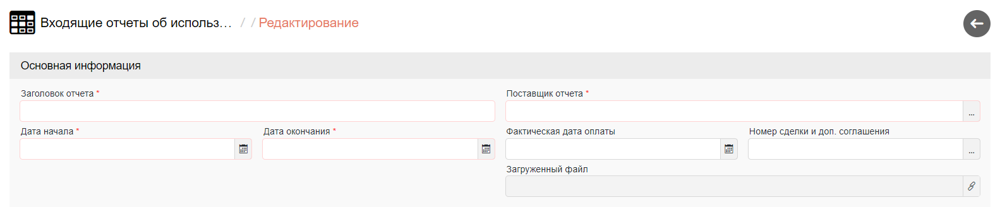 Входящие отчеты об использ... / / Редактирование
Основная информация
Заголовок отчета *
Поставщик отчета *
...
Дата начала *
Дата окончания *
Фактическая дата оплаты
Номер сделки и доп. соглашения
...
Загруженный файл